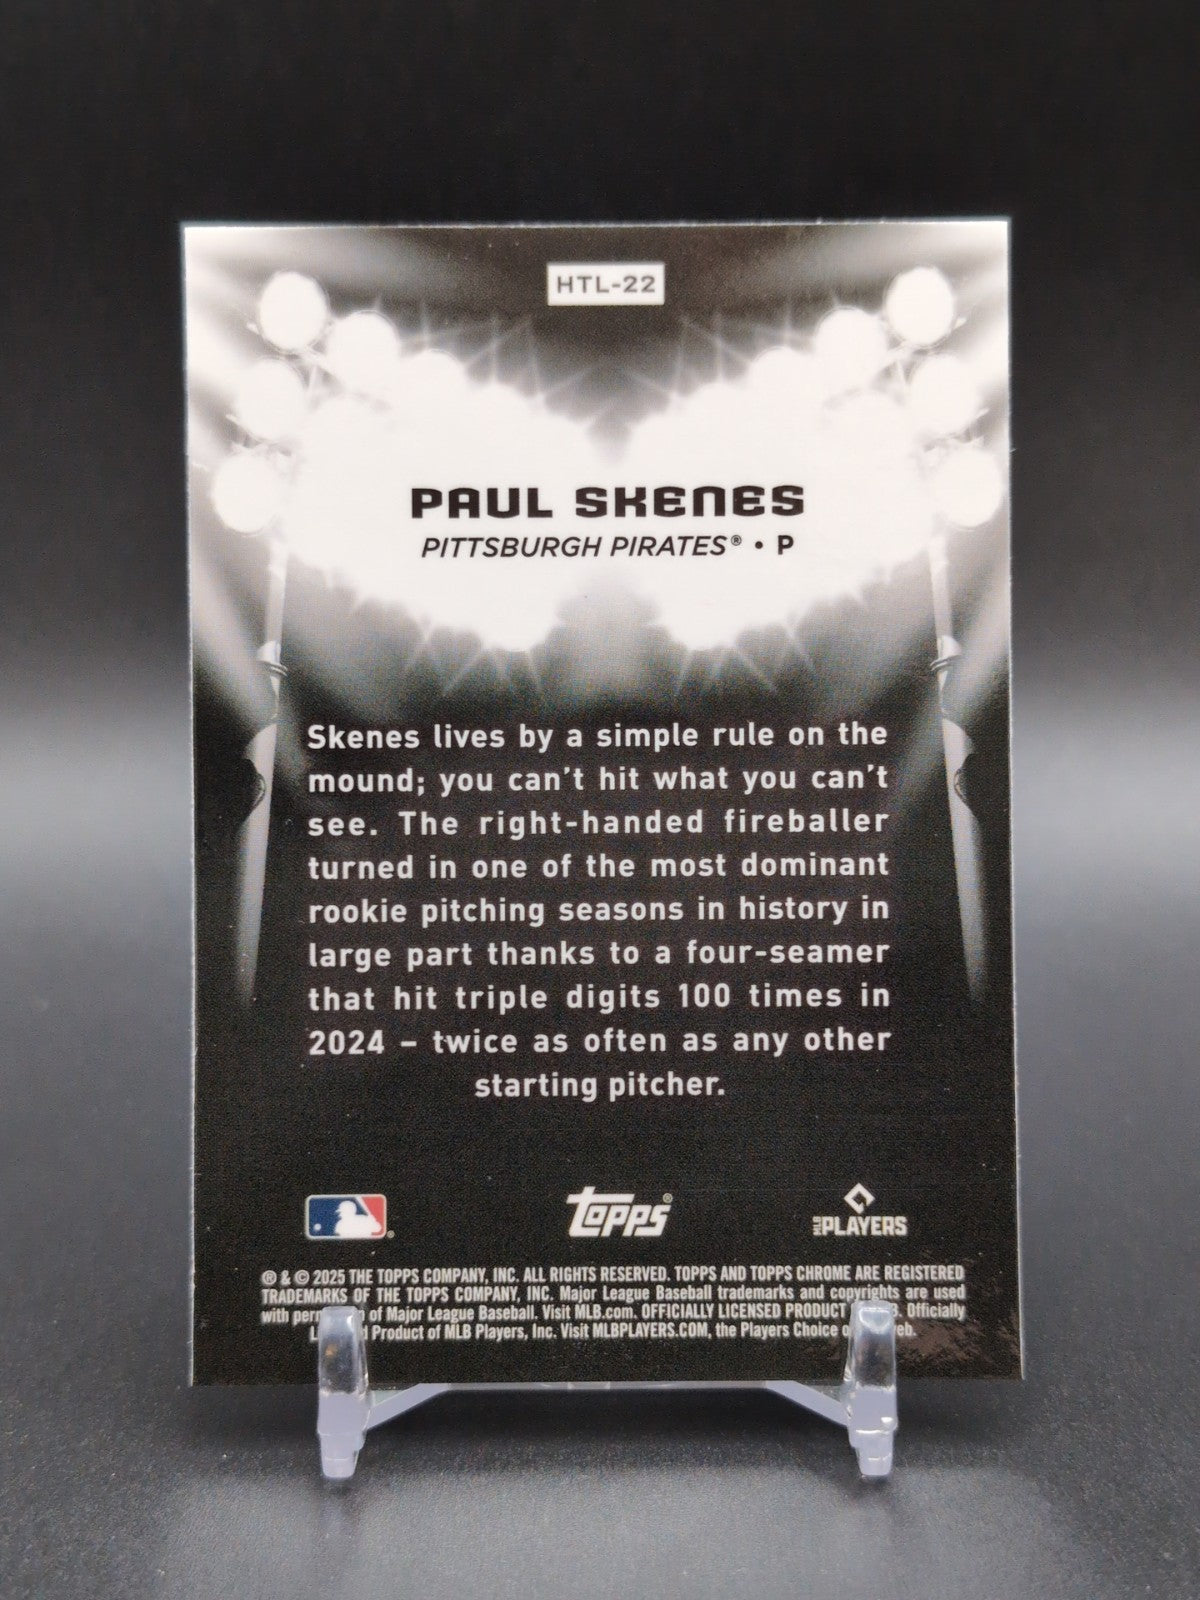 HTL-22
PAUL SKENES
PITTSBURGH PIRATES® • P
Skenes lives by a simple rule on the
mound; you can't hit what you can't
see. The right-handed fireballer
turned in one of the most dominant
rookie pitching seasons in history in
large part thanks to a four-seamer
that hit triple digits 100 times in
2024 – twice as often as any other
starting pitcher.
® Topps® MLB PLAYERS
® & © 2025 THE TOPPS COMPANY, INC. ALL RIGHTS RESERVED. TOPPS AND TOPPS CHROME ARE REGISTERED
TRADEMARKS OF THE TOPPS COMPANY, INC. Major League Baseball trademarks and copyrights are used
with of Major League Baseball. Visit MLB.com. OFFICIALLY LICENSED PRODUCT Officially
Product of MLB Players, Inc. Visit MLBPLAYERS.COM, the Players Choice